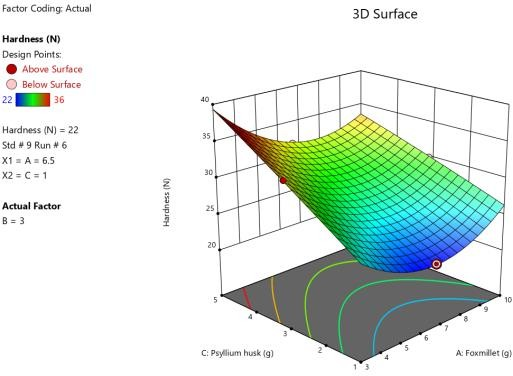 Factor Coding: Actual
3D Surface
Hardness (N)
Design Points:
Above Surface
Below Surface
22 36
Hardness (N) = 22
Std # 9 Run # 6
X1 = A = 6.5
X2 = C = 1
Actual Factor
B = 3
Hardness (N)
40
35
30
25
20
5
4
3
2
1
3
4
5
6
7
8
9
10
C: Psyllium husk (g)
A: Foxmillet (g)